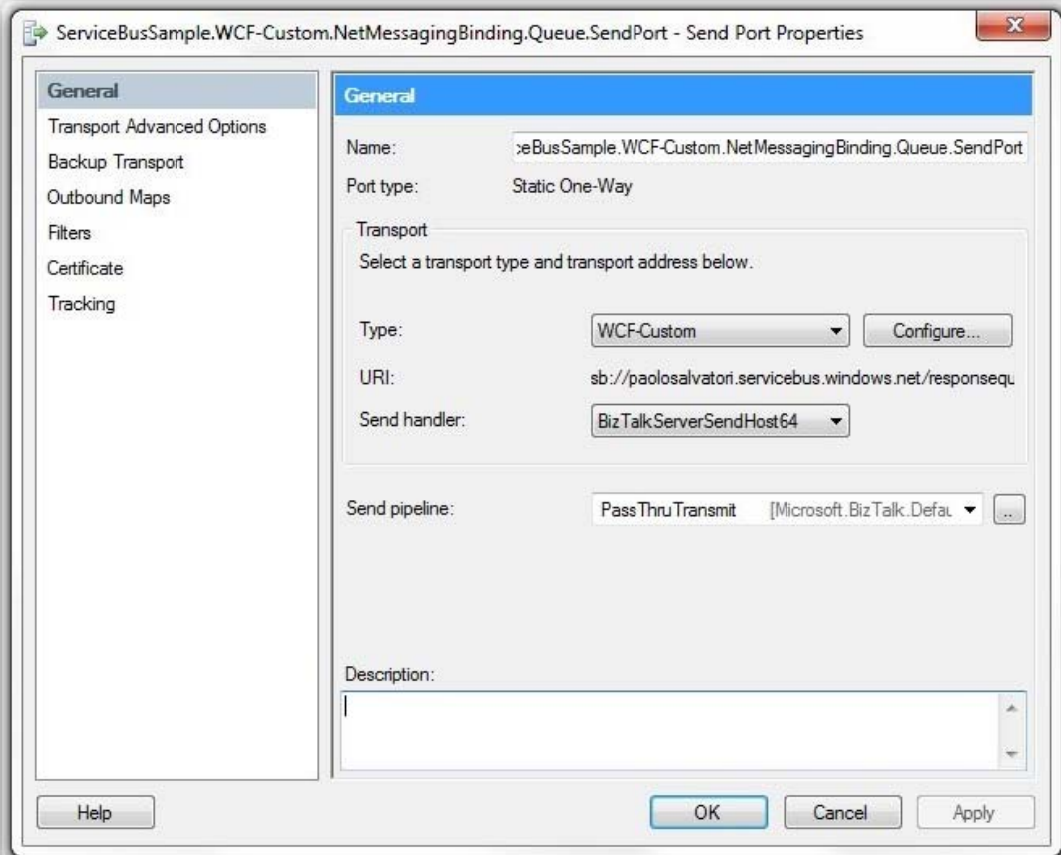 ServiceBusSample.WCF-Custom.NetMessagingBinding.Queue.SendPort - Send Port Properties
General
Transport Advanced Options
Backup Transport
Outbound Maps
Filters
Certificate
Tracking
General
Name: eBusSample.WCF-Custom.NetMessagingBinding.Queue.SendPort
Port type: Static One-Way
Transport
Select a transport type and transport address below.
Type: WCF-Custom Configure...
URI: sb://paolosalvatori.servicebus.windows.net/responsequ
Send handler: BizTalkServerSendHost64
Send pipeline: PassThruTransmit [Microsoft.BizTalk.Defau ..
Description:
Help OK Cancel Apply